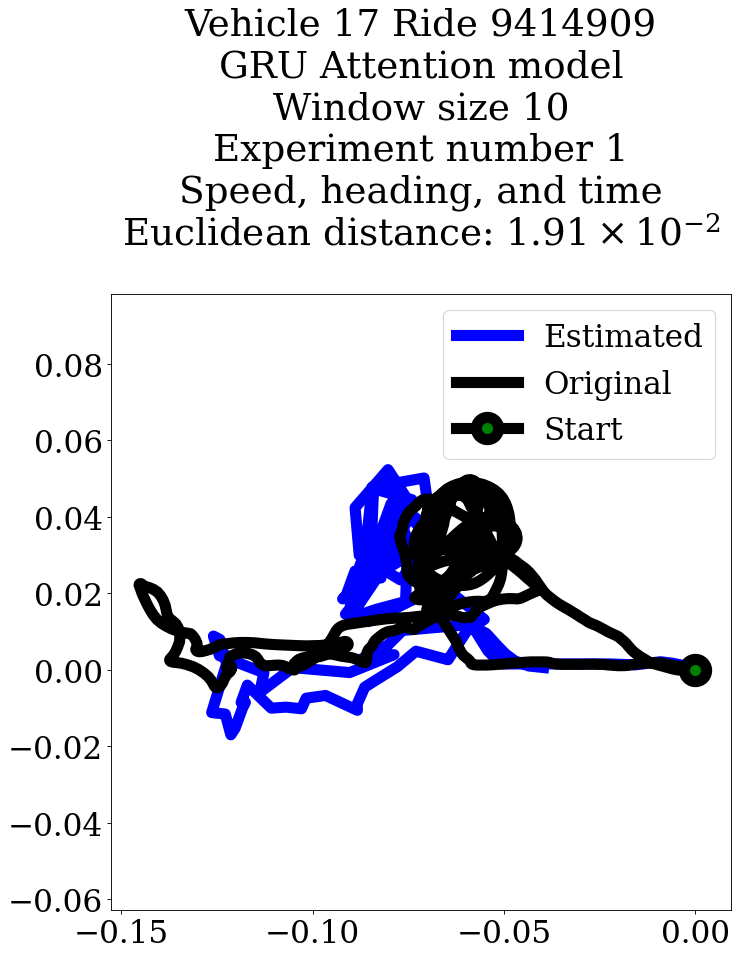 Vehicle 17 Ride 9414909
GRU Attention model
Window size 10
Experiment number 1
Speed, heading, and time
Euclidean distance: 1.91 × 10⁻²
Estimated
Original
Start
0.08
0.06
0.04
0.02
0.00
−0.02
−0.04
−0.06
−0.15
−0.10
−0.05
0.00